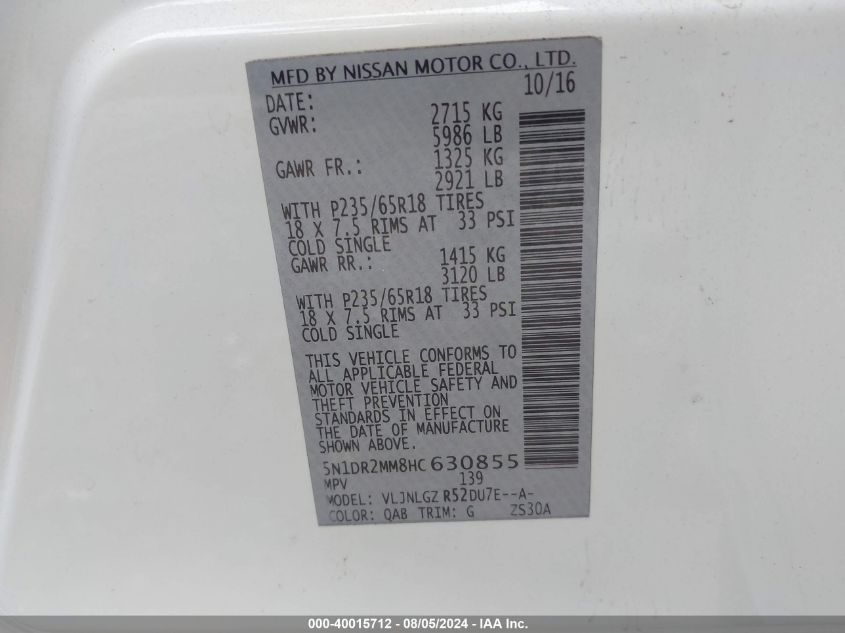 MFD BY NISSAN MOTOR CO., LTD.
DATE: 10/16
GVWR: 2715 KG
5986 LB
GAWR FR.: 1325 KG
2921 LB
WITH P235/65R18 TIRES
18 X 7.5 RIMS AT 33 PSI
COLD SINGLE
GAWR RR.: 1415 KG
3120 LB
WITH P235/65R18 TIRES
18 X 7.5 RIMS AT 33 PSI
COLD SINGLE
THIS VEHICLE CONFORMS TO
ALL APPLICABLE FEDERAL
MOTOR VEHICLE SAFETY AND
THEFT PREVENTION
STANDARDS IN EFFECT ON
THE DATE OF MANUFACTURE
SHOWN ABOVE.
5N1DR2MM8HC630855
MPV 139
MODEL: VLJNLGZ R52DU7E--A-
COLOR: QAB TRIM: G ZS30A
000-40015712 - 08/05/2024 - IAA Inc.